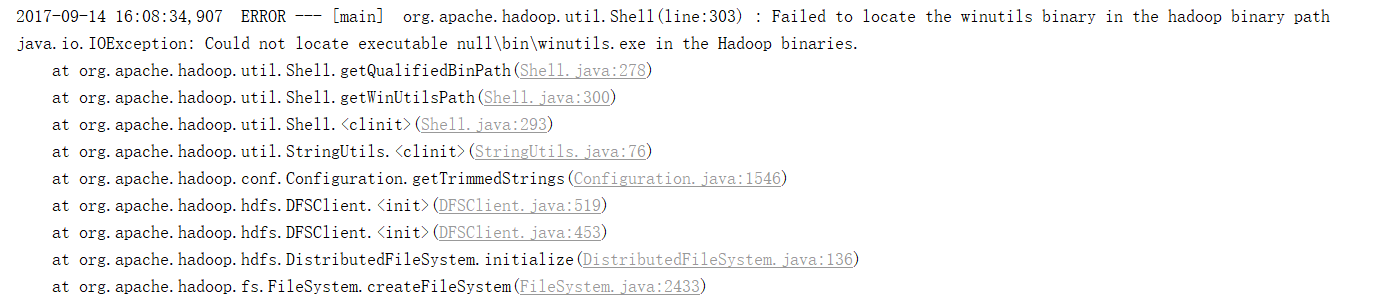 2017-09-14 16:08:34,907  ERROR --- [main]  org.apache.hadoop.util.Shell(line:303) : Failed to locate the winutils binary in the hadoop binary path
java.io.IOException: Could not locate executable null\bin\winutils.exe in the Hadoop binaries.
    at org.apache.hadoop.util.Shell.getQualifiedBinPath(Shell.java:278)
    at org.apache.hadoop.util.Shell.getWinUtilsPath(Shell.java:300)
    at org.apache.hadoop.util.Shell.<clinit>(Shell.java:293)
    at org.apache.hadoop.util.StringUtils.<clinit>(StringUtils.java:76)
    at org.apache.hadoop.conf.Configuration.getTrimmedStrings(Configuration.java:1546)
    at org.apache.hadoop.hdfs.DFSClient.<init>(DFSClient.java:519)
    at org.apache.hadoop.hdfs.DFSClient.<init>(DFSClient.java:453)
    at org.apache.hadoop.hdfs.DistributedFileSystem.initialize(DistributedFileSystem.java:136)
    at org.apache.hadoop.fs.FileSystem.createFileSystem(FileSystem.java:2433)